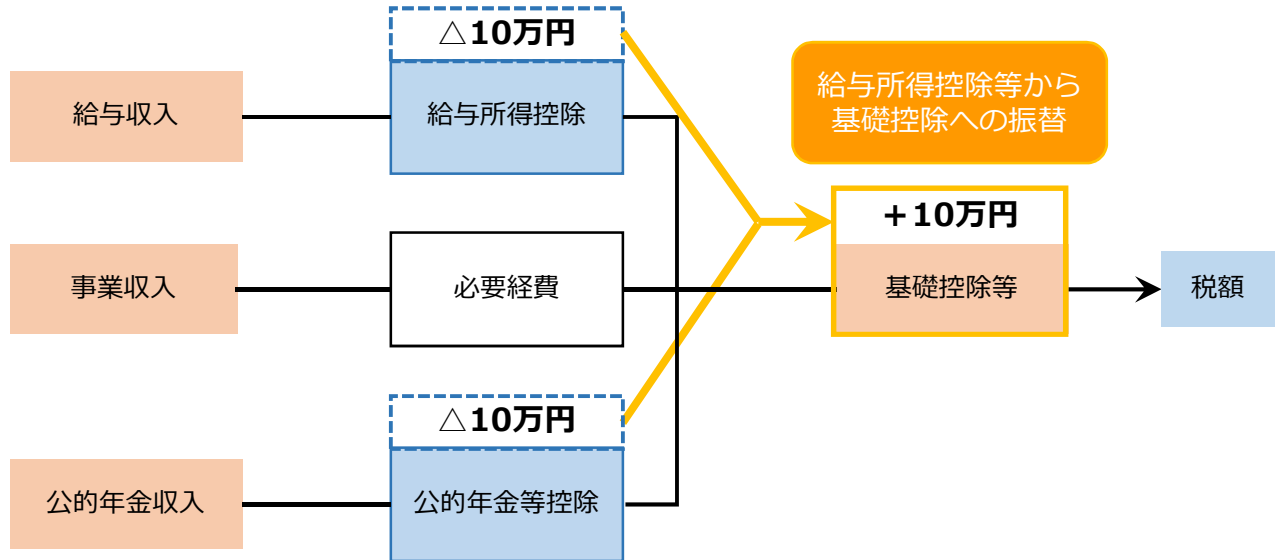 △10万円
給与所得控除等から
基礎控除への振替
給与収入
給与所得控除
+10万円
事業収入
必要経費
基礎控除等
税額
△10万円
公的年金収入
公的年金等控除